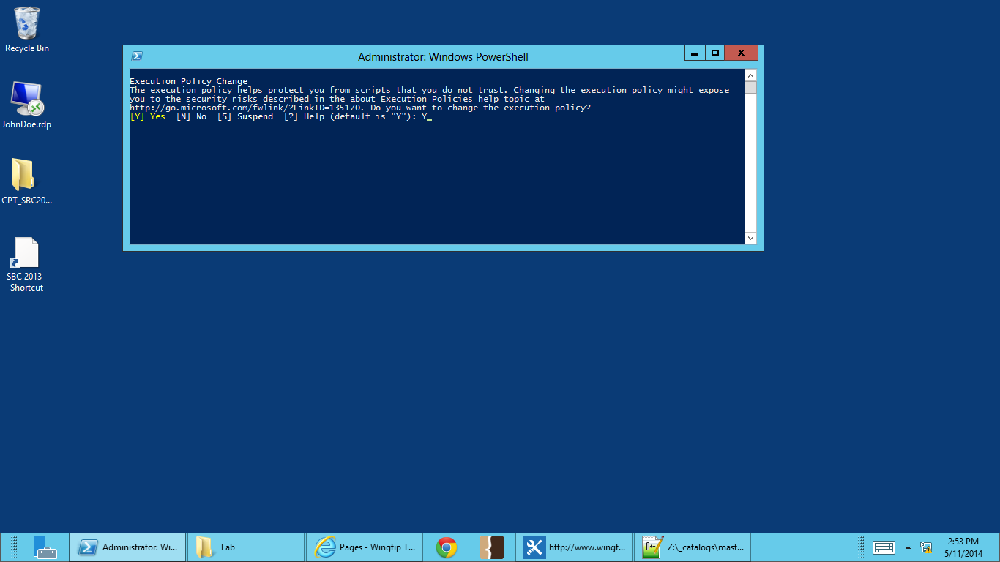 Recycle Bin
JohnDoe.rdp
CPT_SBC20...
SBC 2013 -
Shortcut
Administrator: Windows PowerShell
Execution Policy Change
The execution policy helps protect you from scripts that you do not trust. Changing the execution policy might expose
you to the security risks described in the about_Execution_Policies help topic at
http://go.microsoft.com/fwlink/?LinkID=135170. Do you want to change the execution policy?
[Y] Yes  [N] No  [S] Suspend  [?] Help (default is "Y"): Y
Administrator: Wi...
Lab
Pages - Wingtip T...
http://www.wingt...
Z:\_catalogs\mast...
2:53 PM
5/11/2014